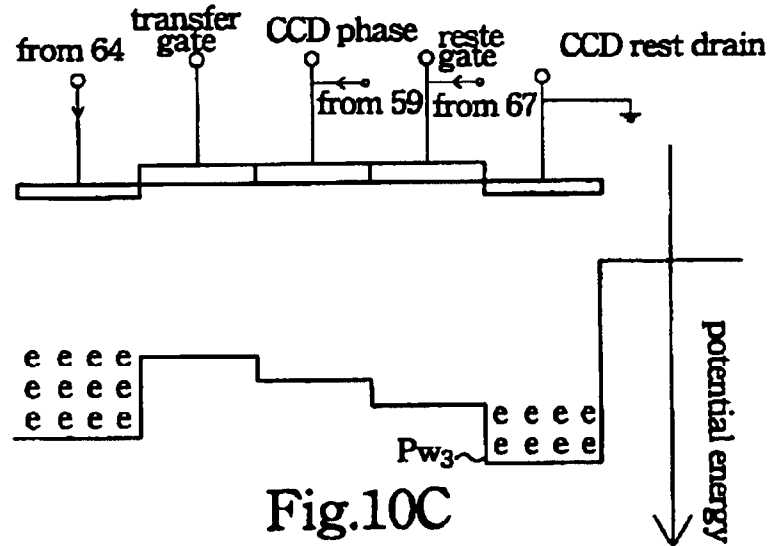 from 64
transfer
gate
CCD phase
from 59
reste
gate
from 67
CCD rest drain
e e e e
e e e e
e e e e
e e e e
e e e e
Pw3
potential energy
Fig.10C